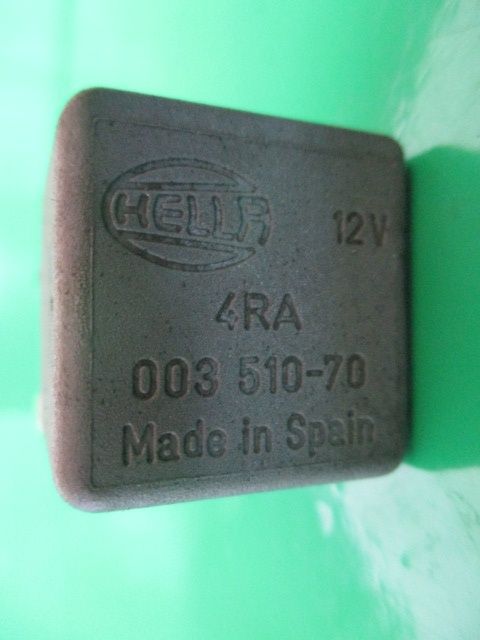 HELLA
12V
4RA
003 510-70
Made in Spain